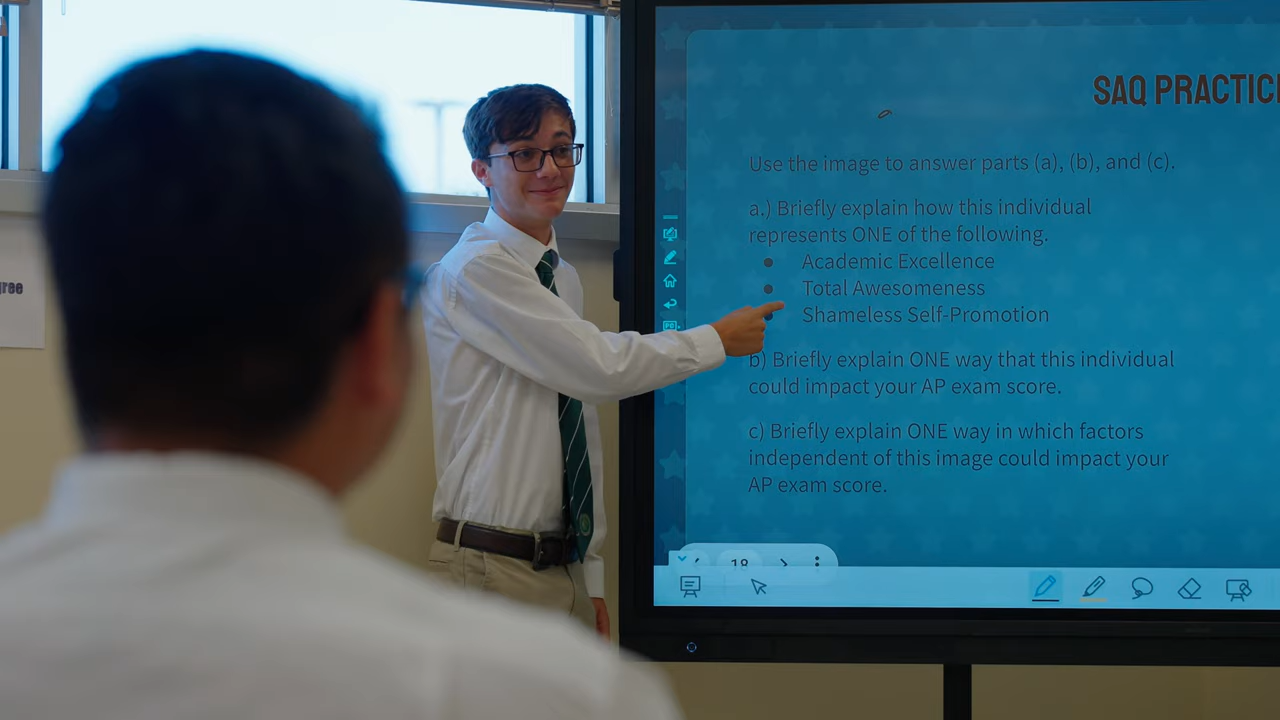 SAQ PRACTIC
Use the image to answer parts (a), (b), and (c).
a.) Briefly explain how this individual
represents ONE of the following.
● Academic Excellence
● Total Awesomeness
● Shameless Self-Promotion
b) Briefly explain ONE way that this individual
could impact your AP exam score.
c) Briefly explain ONE way in which factors
independent of this image could impact your
AP exam score.
gree
18